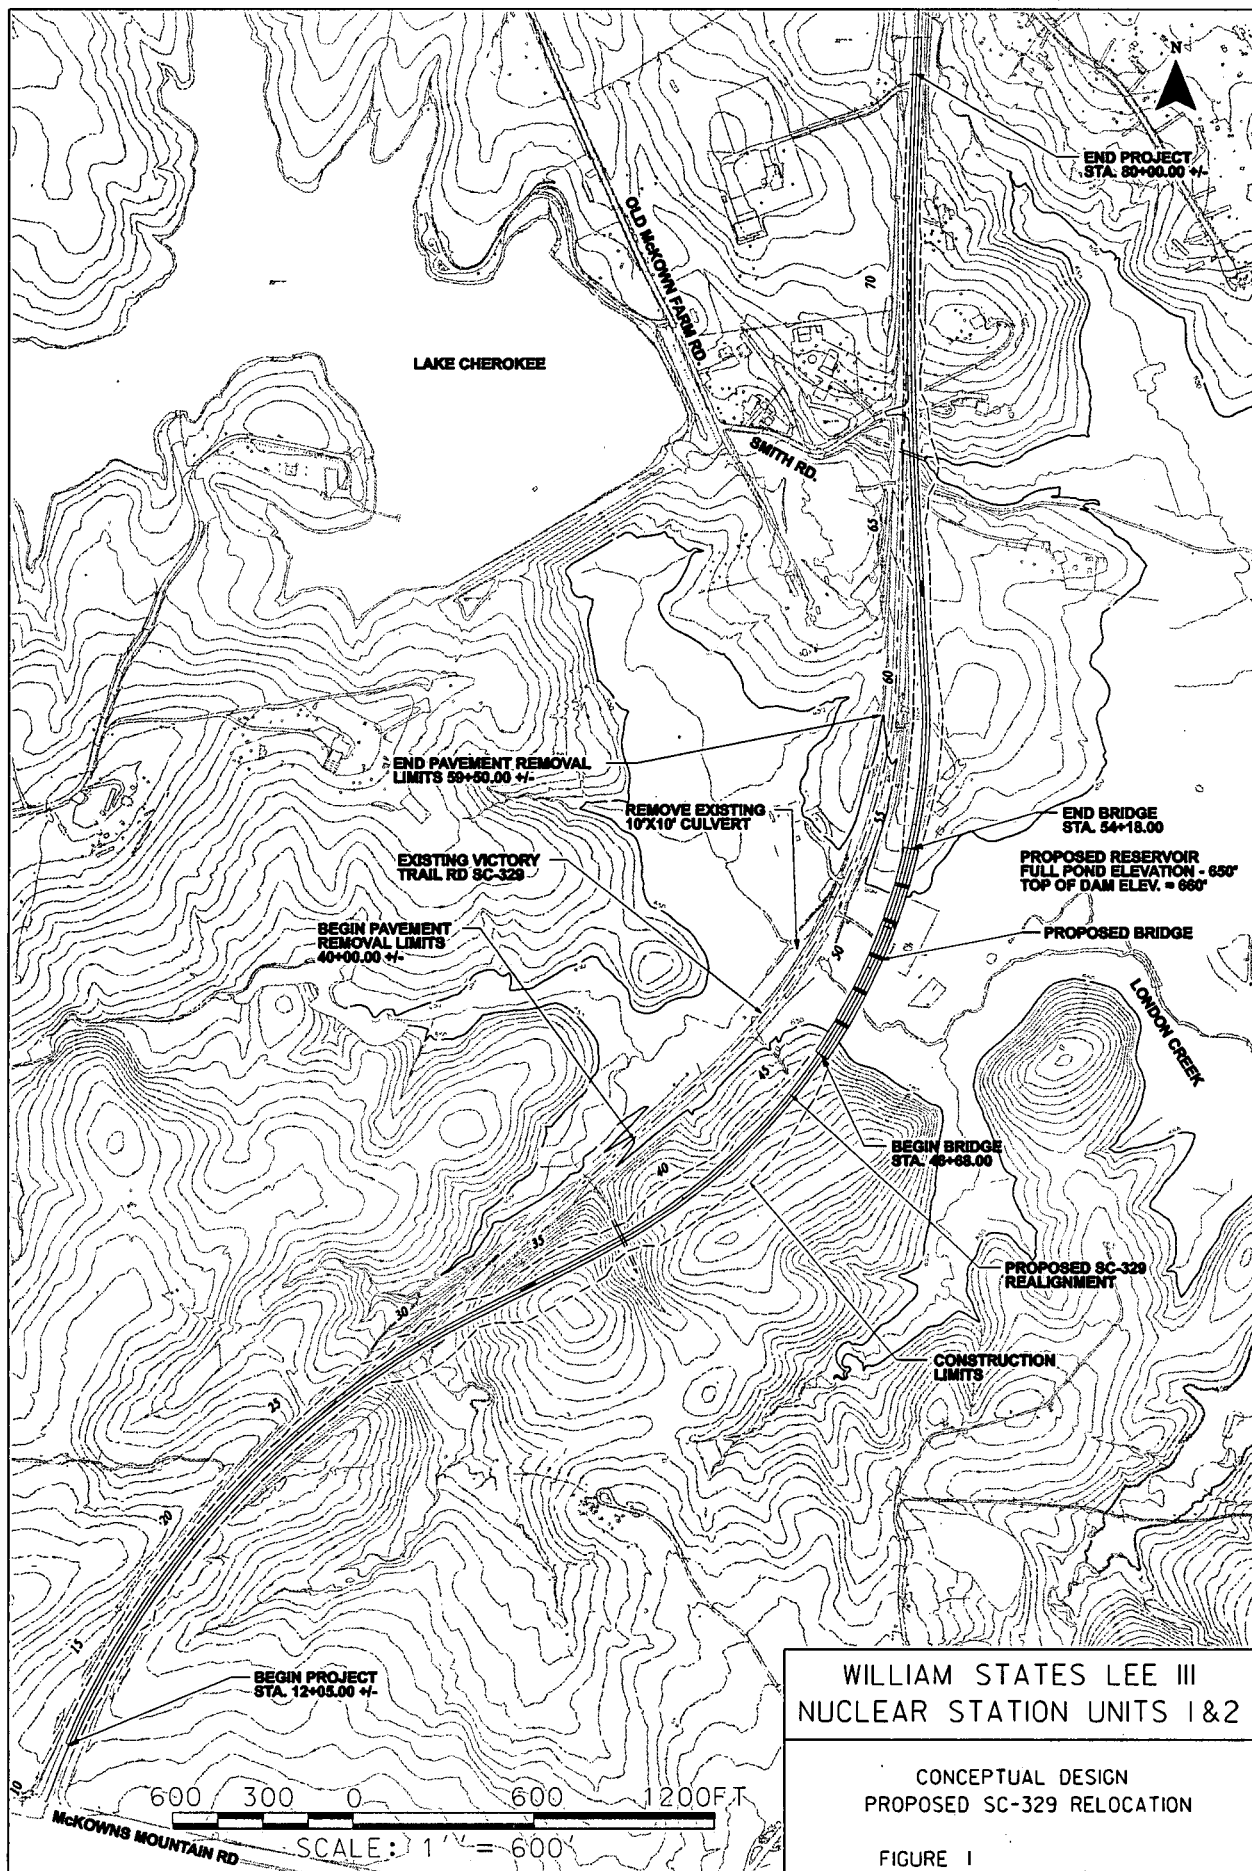 N
END PROJECT
STA. 80+00.00 +/-
OLD McKOWN FARM RD.
70
LAKE CHEROKEE
SMITH RD.
65
60
END PAVEMENT REMOVAL
LIMITS 59+50.00 +/-
REMOVE EXISTING
10'X10' CULVERT
55
END BRIDGE
STA. 54+18.00
EXISTING VICTORY
TRAIL RD SC-329
PROPOSED RESERVOIR
FULL POND ELEVATION - 650'
TOP OF DAM ELEV. = 660'
BEGIN PAVEMENT
REMOVAL LIMITS
40+00.00 +/-
PROPOSED BRIDGE
50
LONDON CREEK
45
BEGIN BRIDGE
STA. 46+68.00
40
35
PROPOSED SC-329
REALIGNMENT
30
CONSTRUCTION
LIMITS
25
20
15
BEGIN PROJECT
STA. 12+05.00 +/-
10
McKOWNS MOUNTAIN RD
600 300 0 600 1200FT
SCALE: 1'' = 600'
WILLIAM STATES LEE III
NUCLEAR STATION UNITS 1&2
CONCEPTUAL DESIGN
PROPOSED SC-329 RELOCATION
FIGURE 1